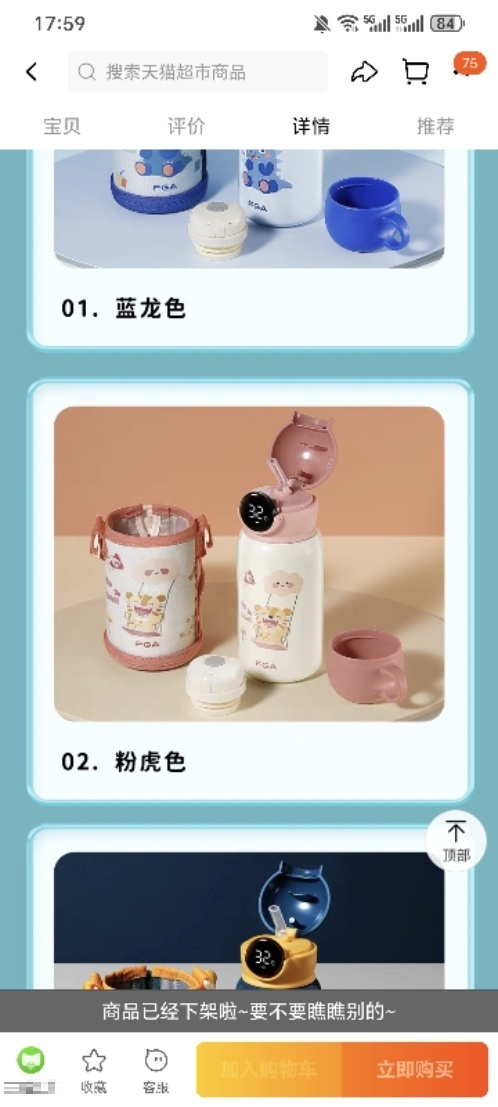 17:59
5G 5G 84
搜索天猫超市商品
75
宝贝 评价 详情 推荐
FGA
FGA
01. 蓝龙色
32
FGA
FGA
02. 粉虎色
顶部
32
商品已经下架啦~要不要瞧瞧别的~
收藏 客服 加入购物车 立即购买